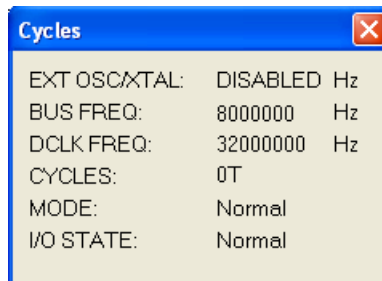 Cycles
EXT OSC/XTAL: DISABLED Hz
BUS FREQ: 8000000 Hz
DCLK FREQ: 32000000 Hz
CYCLES: 0T
MODE: Normal
I/O STATE: Normal